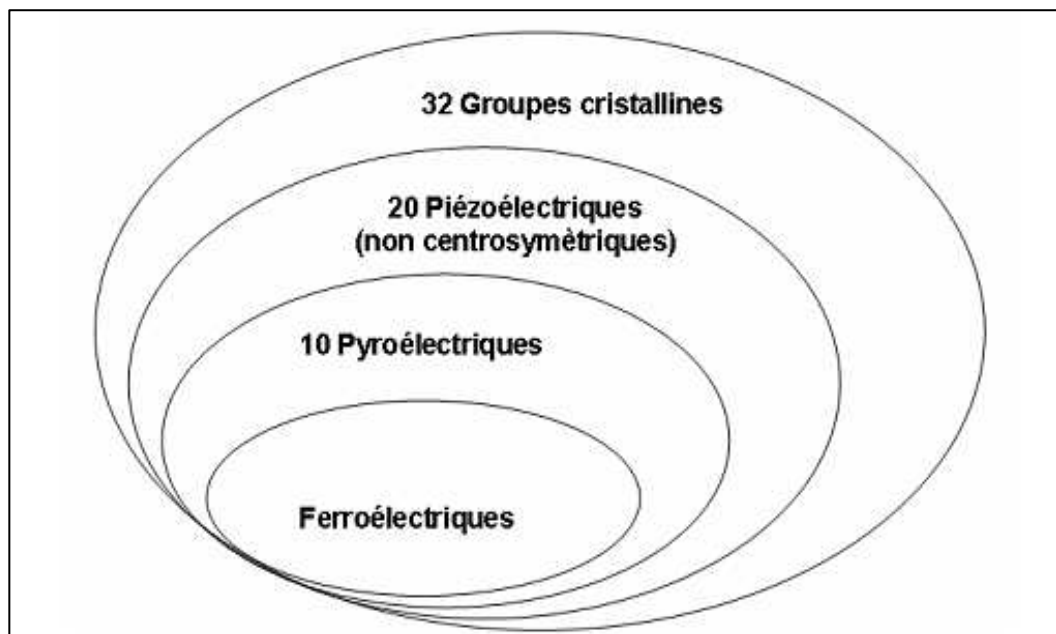 32 Groupes cristallines
20 Piézoélectriques
(non centrosymètriques)
10 Pyroélectriques
Ferroélectriques